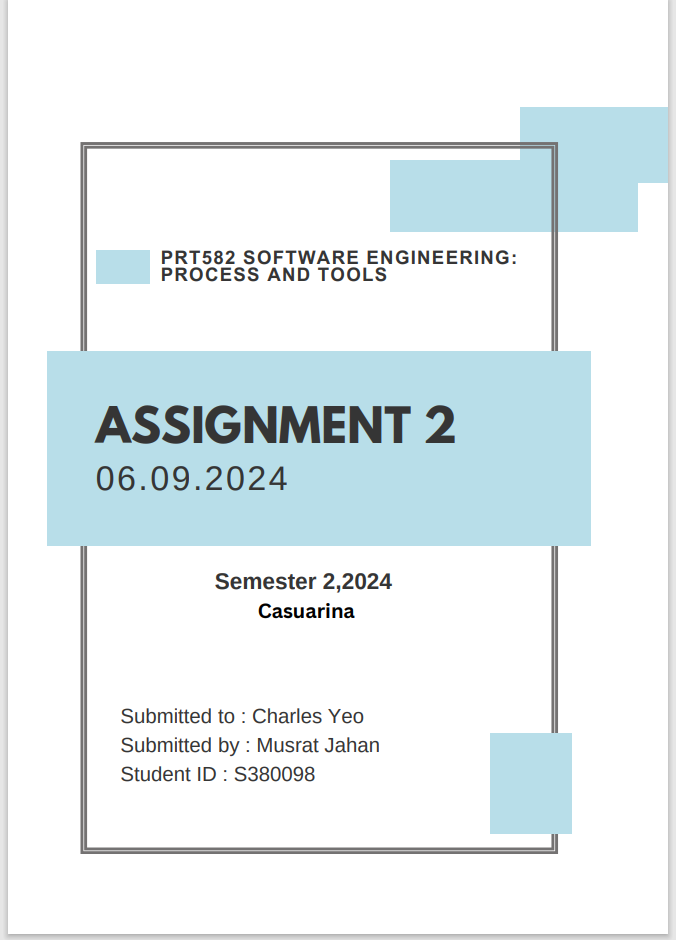 PRT582 SOFTWARE ENGINEERING:
PROCESS AND TOOLS
ASSIGNMENT 2
06.09.2024
Semester 2,2024
Casuarina
Submitted to : Charles Yeo
Submitted by : Musrat Jahan
Student ID : S380098